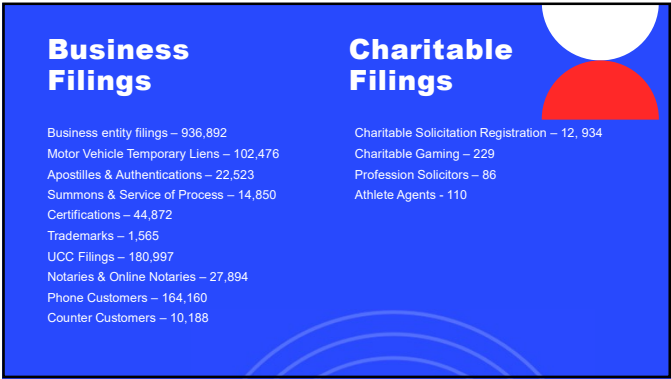 Business
Filings
Business entity filings – 936,892
Motor Vehicle Temporary Liens – 102,476
Apostilles & Authentications – 22,523
Summons & Service of Process – 14,850
Certifications – 44,872
Trademarks – 1,565
UCC Filings – 180,997
Notaries & Online Notaries – 27,894
Phone Customers – 164,160
Counter Customers – 10,188
Charitable
Filings
Charitable Solicitation Registration – 12, 934
Charitable Gaming – 229
Profession Solicitors – 86
Athlete Agents - 110